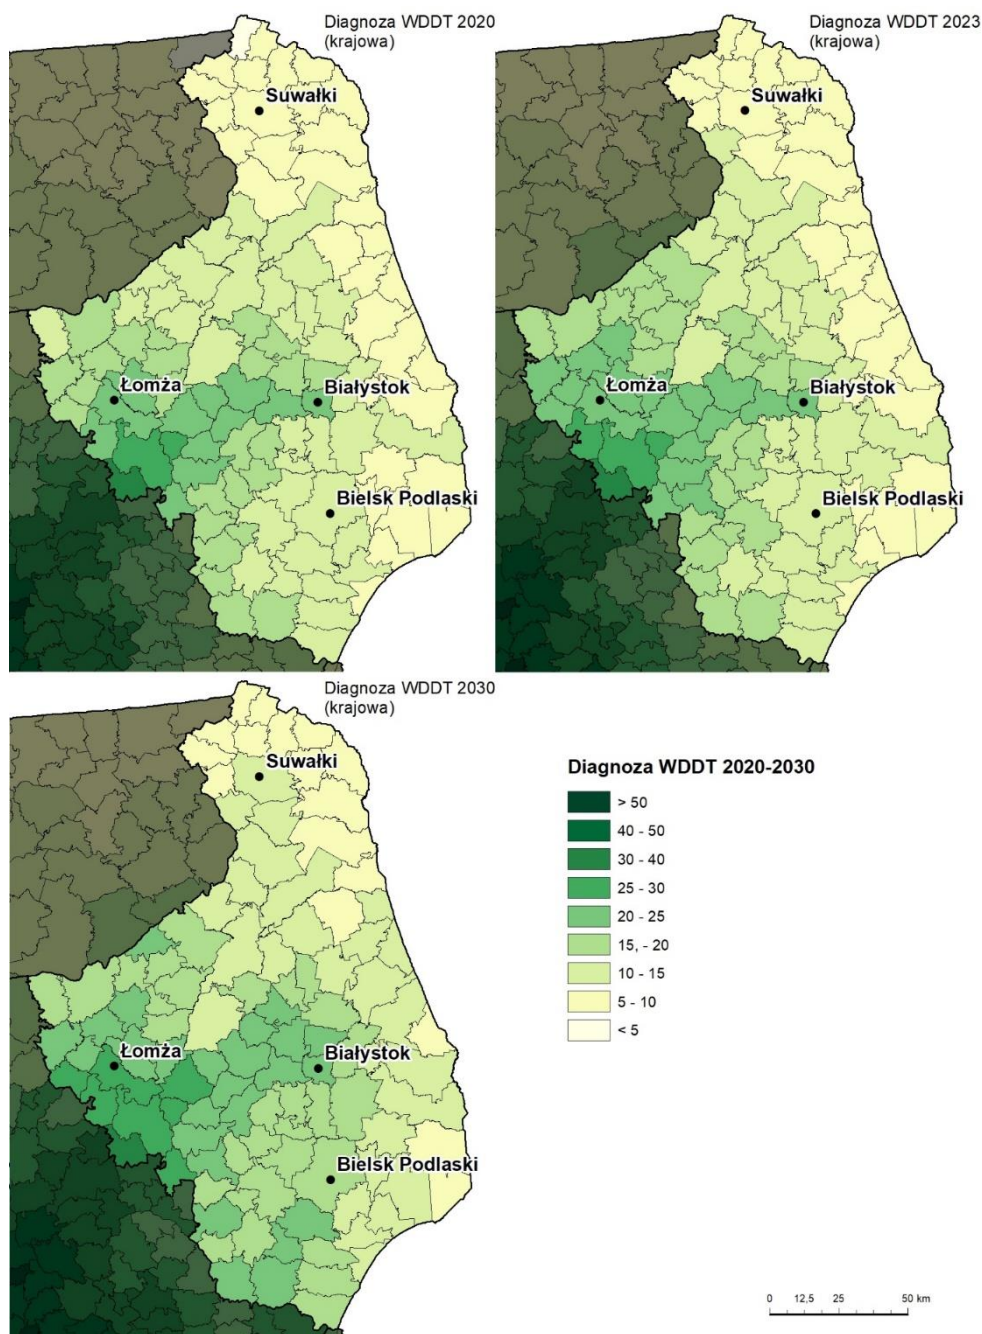 Diagnoza WDDT 2020
(krajowa)
Suwałki
Łomża
Białystok
Bielsk Podlaski
Diagnoza WDDT 2023
(krajowa)
Suwałki
Łomża
Białystok
Bielsk Podlaski
Diagnoza WDDT 2030
(krajowa)
Suwałki
Łomża
Białystok
Bielsk Podlaski
Diagnoza WDDT 2020-2030
> 50
40 - 50
30 - 40
25 - 30
20 - 25
15, - 20
10 - 15
5 - 10
< 5
0 12,5 25 50 km